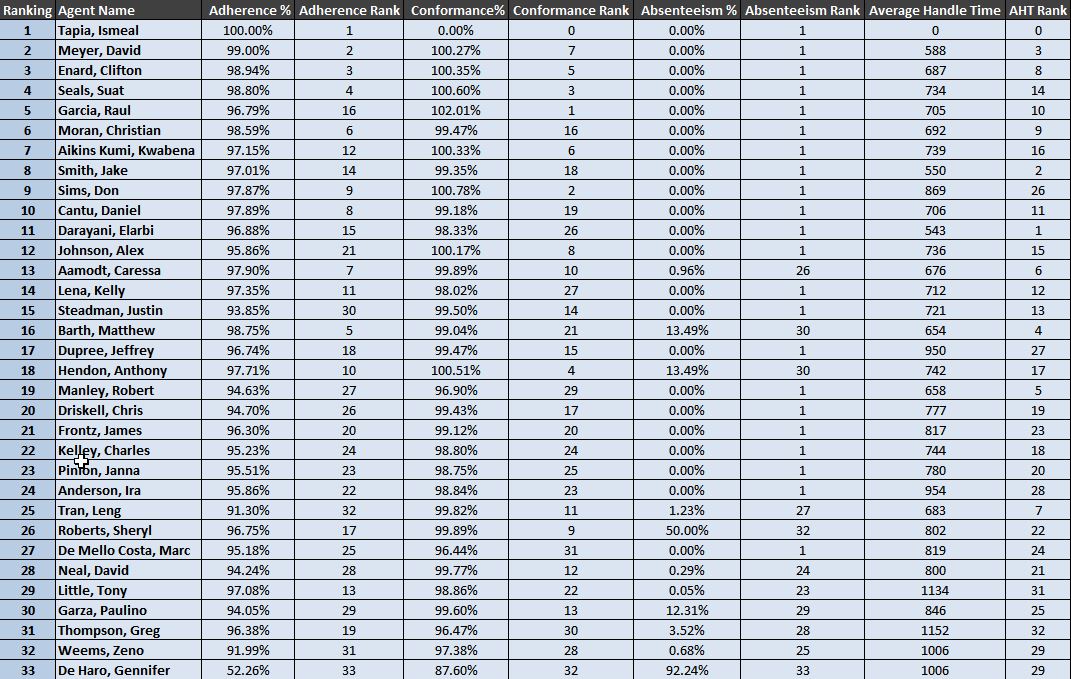 Ranking Agent Name Adherence % Adherence Rank Conformance% Conformance Rank Absenteeism % Absenteeism Rank Average Handle Time AHT Rank
1 Tapia, Ismeal 100.00% 1 0.00% 0 0.00% 1 0 0
2 Meyer, David 99.00% 2 100.27% 7 0.00% 1 588 3
3 Enard, Clifton 98.94% 3 100.35% 5 0.00% 1 687 8
4 Seals, Suat 98.80% 4 100.60% 3 0.00% 1 734 14
5 Garcia, Raul 96.79% 16 102.01% 1 0.00% 1 705 10
6 Moran, Christian 98.59% 6 99.47% 16 0.00% 1 692 9
7 Aikins Kumi, Kwabena 97.15% 12 100.33% 6 0.00% 1 739 16
8 Smith, Jake 97.01% 14 99.35% 18 0.00% 1 550 2
9 Sims, Don 97.87% 9 100.78% 2 0.00% 1 869 26
10 Cantu, Daniel 97.89% 8 99.18% 19 0.00% 1 706 11
11 Darayani, Elarbi 96.88% 15 98.33% 26 0.00% 1 543 1
12 Johnson, Alex 95.86% 21 100.17% 8 0.00% 1 736 15
13 Aamodt, Caressa 97.90% 7 99.89% 10 0.96% 26 676 6
14 Lena, Kelly 97.35% 11 98.02% 27 0.00% 1 712 12
15 Steadman, Justin 93.85% 30 99.50% 14 0.00% 1 721 13
16 Barth, Matthew 98.75% 5 99.04% 21 13.49% 30 654 4
17 Dupree, Jeffrey 96.74% 18 99.47% 15 0.00% 1 950 27
18 Hendon, Anthony 97.71% 10 100.51% 4 13.49% 30 742 17
19 Manley, Robert 94.63% 27 96.90% 29 0.00% 1 658 5
20 Driskell, Chris 94.70% 26 99.43% 17 0.00% 1 777 19
21 Frontz, James 96.30% 20 99.12% 20 0.00% 1 817 23
22 Kelley, Charles 95.23% 24 98.80% 24 0.00% 1 744 18
23 Pinion, Janna 95.51% 23 98.75% 25 0.00% 1 780 20
24 Anderson, Ira 95.86% 22 98.84% 23 0.00% 1 954 28
25 Tran, Leng 91.30% 32 99.82% 11 1.23% 27 683 7
26 Roberts, Sheryl 96.75% 17 99.89% 9 50.00% 32 802 22
27 De Mello Costa, Marc 95.18% 25 96.44% 31 0.00% 1 819 24
28 Neal, David 94.24% 28 99.77% 12 0.29% 24 800 21
29 Little, Tony 97.08% 13 98.86% 22 0.05% 23 1134 31
30 Garza, Paulino 94.05% 29 99.60% 13 12.31% 29 846 25
31 Thompson, Greg 96.38% 19 96.47% 30 3.52% 28 1152 32
32 Weems, Zeno 91.99% 31 97.38% 28 0.68% 25 1006 29
33 De Haro, Gennifer 52.26% 33 87.60% 32 92.24% 33 1006 29